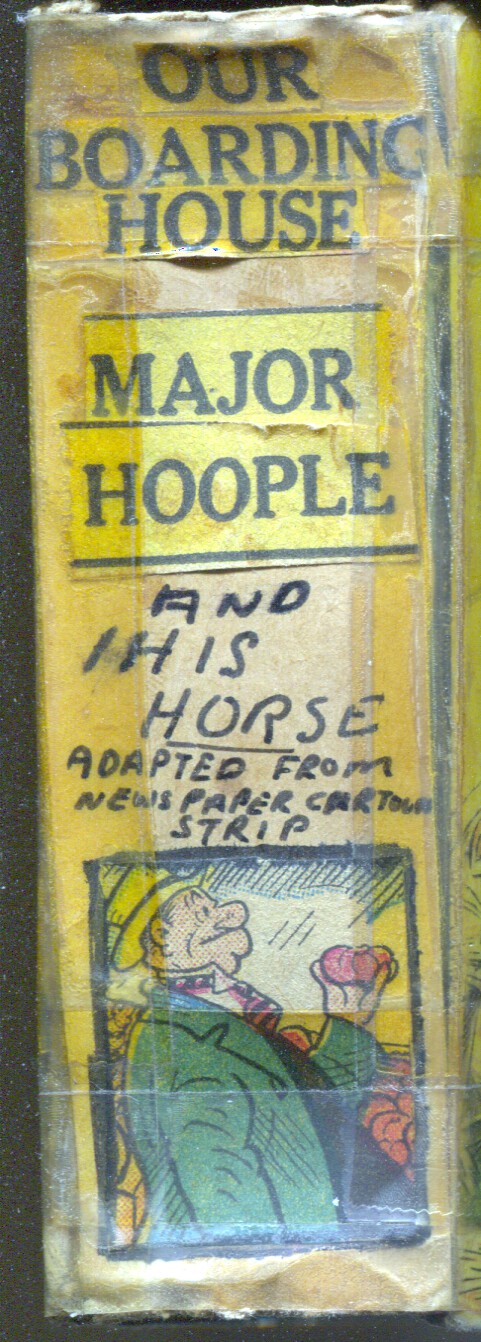 OUR
BOARDING
HOUSE
MAJOR
HOOPLE
AND
HIS
HORSE
ADAPTED FROM
NEWSPAPER CARTOON
STRIP